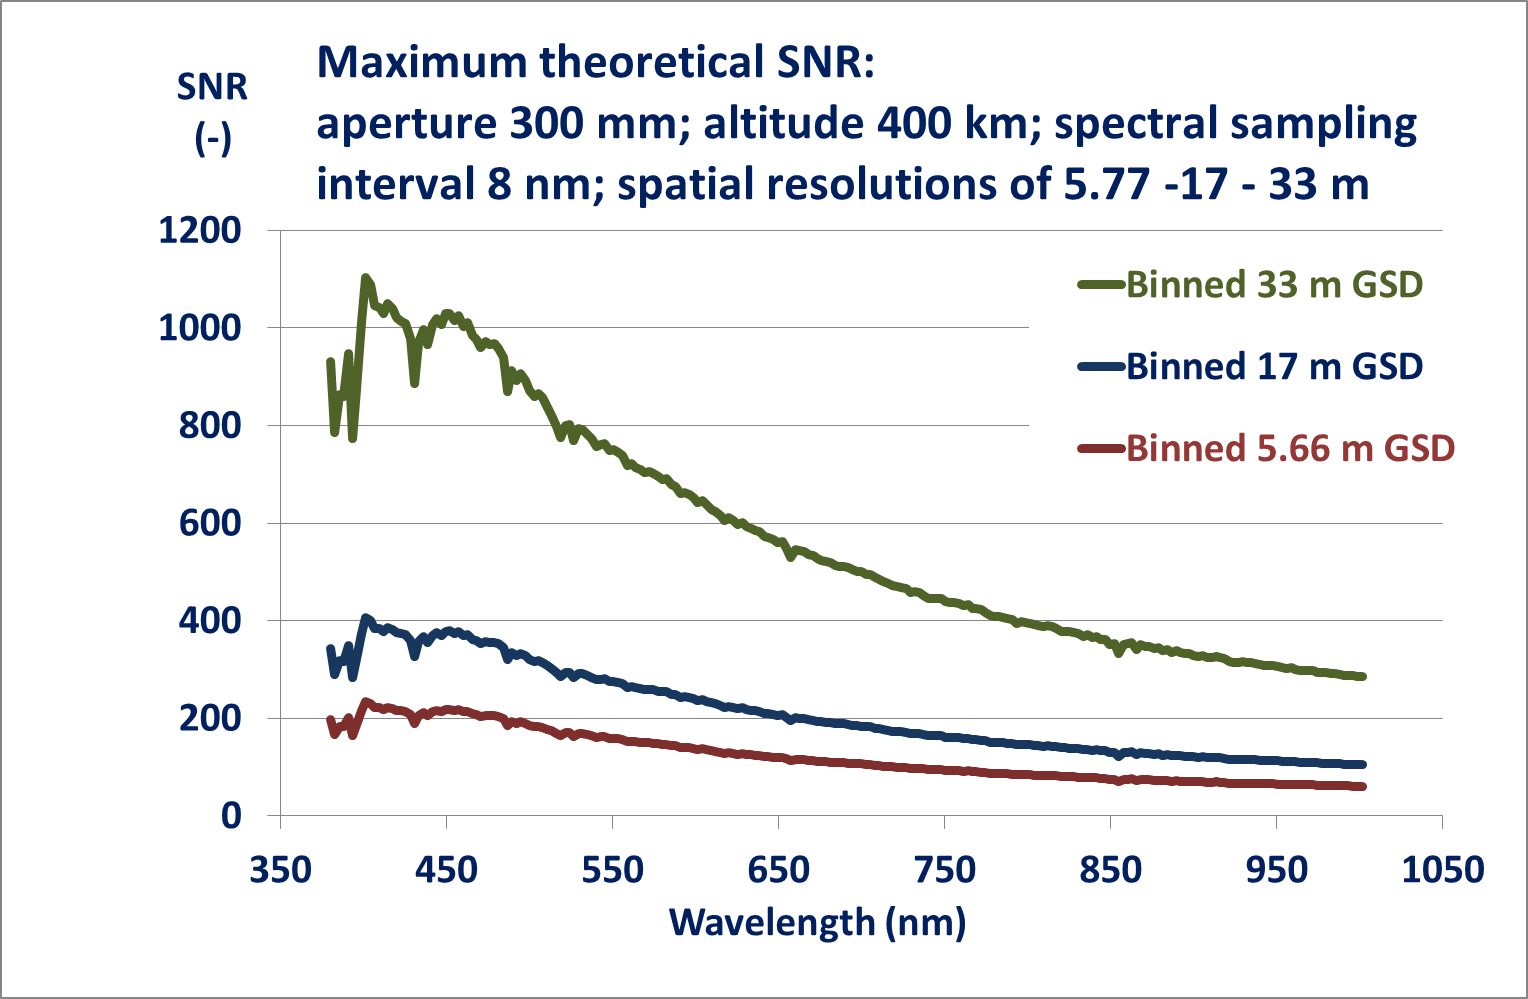 Maximum theoretical SNR:
aperture 300 mm; altitude 400 km; spectral sampling
interval 8 nm; spatial resolutions of 5.77 -17 - 33 m
SNR
(-)
1200
1000
800
600
400
200
0
Binned 33 m GSD
Binned 17 m GSD
Binned 5.66 m GSD
350 450 550 650 750 850 950 1050
Wavelength (nm)